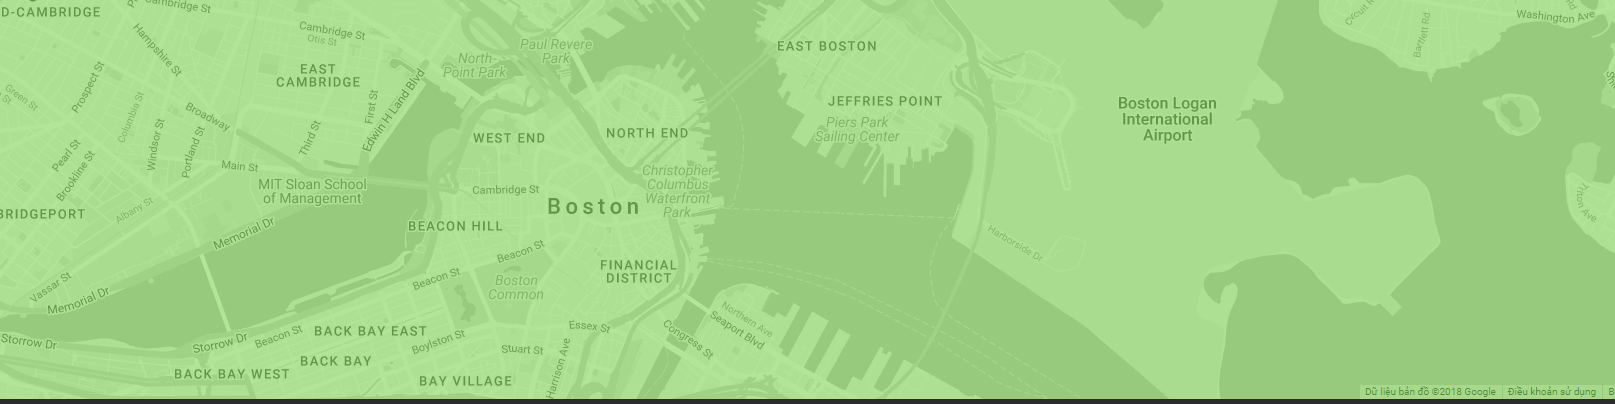 D-CAMBRIDGE
Cambridge St
Cambridge St
Otis St
Hampshire St
EAST
CAMBRIDGE
Prospect St
Green St
Columbia St
Broadway
Windsor St
Portland St
Third St
First St
Edwin H Land Blvd
Pearl St
Brookline St
Main St
MIT Sloan School
of Management
BRIDGEPORT
Albany St
Memorial Dr
Vassar St
Memorial Dr
North-
Point Park
Paul Revere
Park
WEST END
NORTH END
Cambridge St
Christopher
Columbus
Waterfront
Park
Boston
BEACON HILL
Beacon St
Beacon St
FINANCIAL
DISTRICT
Boston
Common
Storrow Dr
Storrow Dr
Beacon St
BACK BAY EAST
Boylston St
BACK BAY
BACK BAY WEST
Essex St
Stuart St
BAY VILLAGE
Harrison Ave
Congress St
Northern Ave
Seaport Blvd
EAST BOSTON
JEFFRIES POINT
Piers Park
Sailing Center
Boston Logan
International
Airport
Harborside Dr
Washington Ave
Bartlett Rd
Triton Ave
Dữ liệu bản đồ ©2018 Google
Điều khoản sử dụng